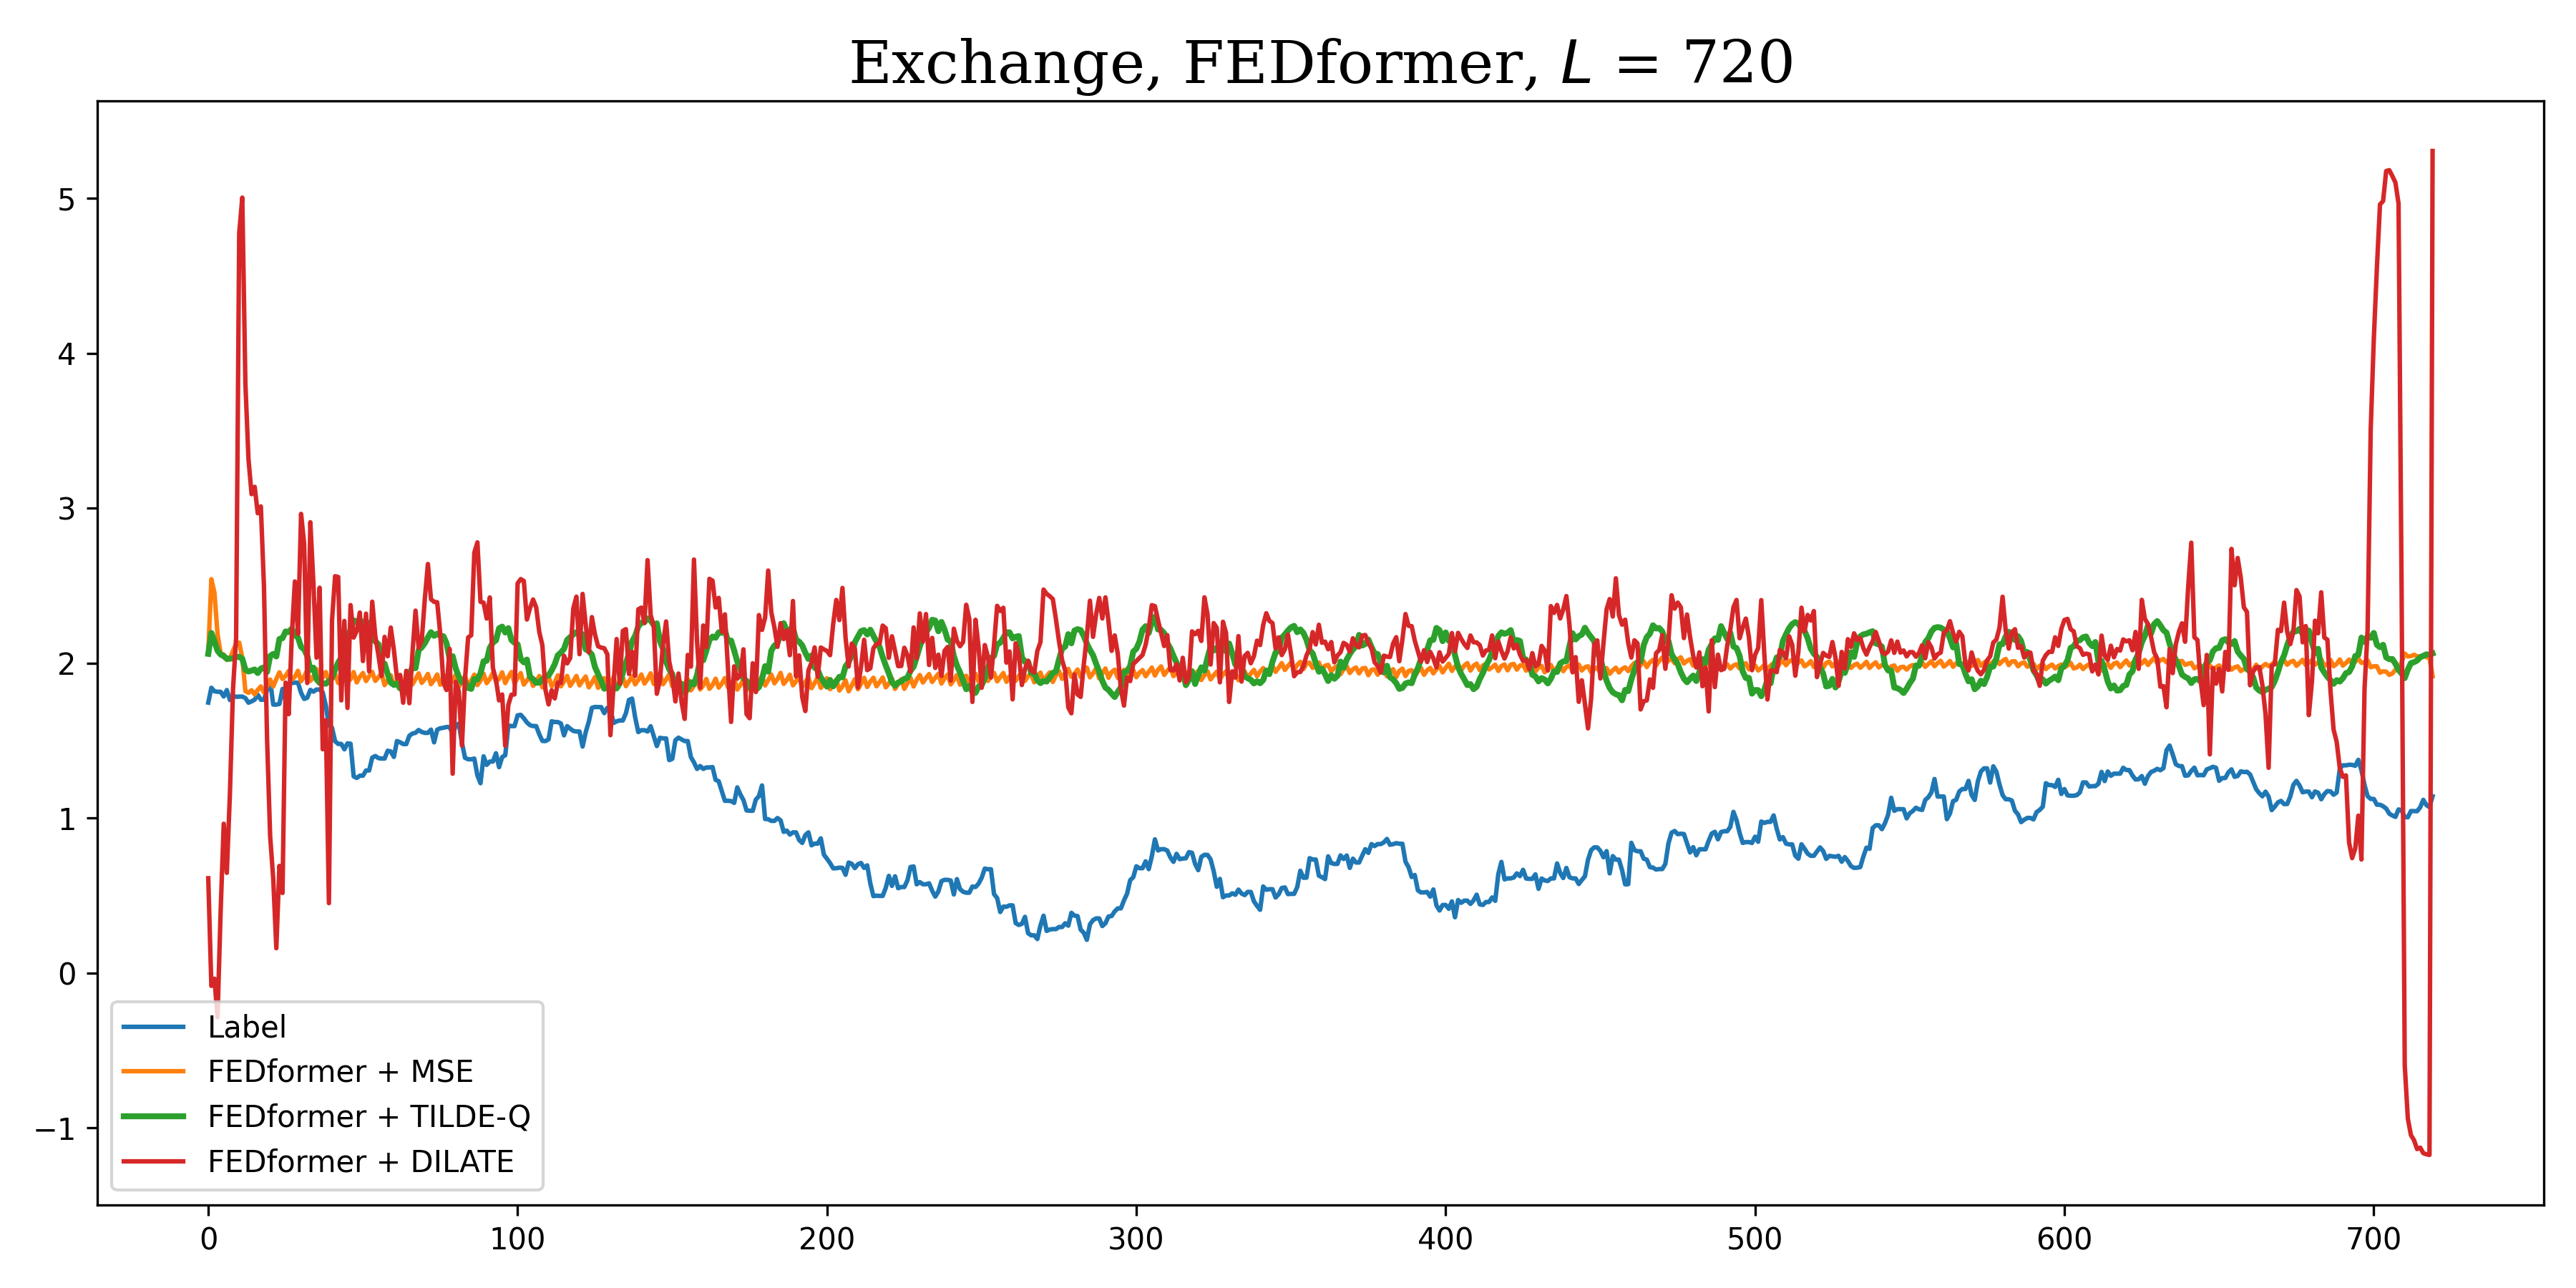 Exchange, FEDformer, L = 720
5
4
3
2
1
0
−1
Label
FEDformer + MSE
FEDformer + TILDE-Q
FEDformer + DILATE
0 100 200 300 400 500 600 700